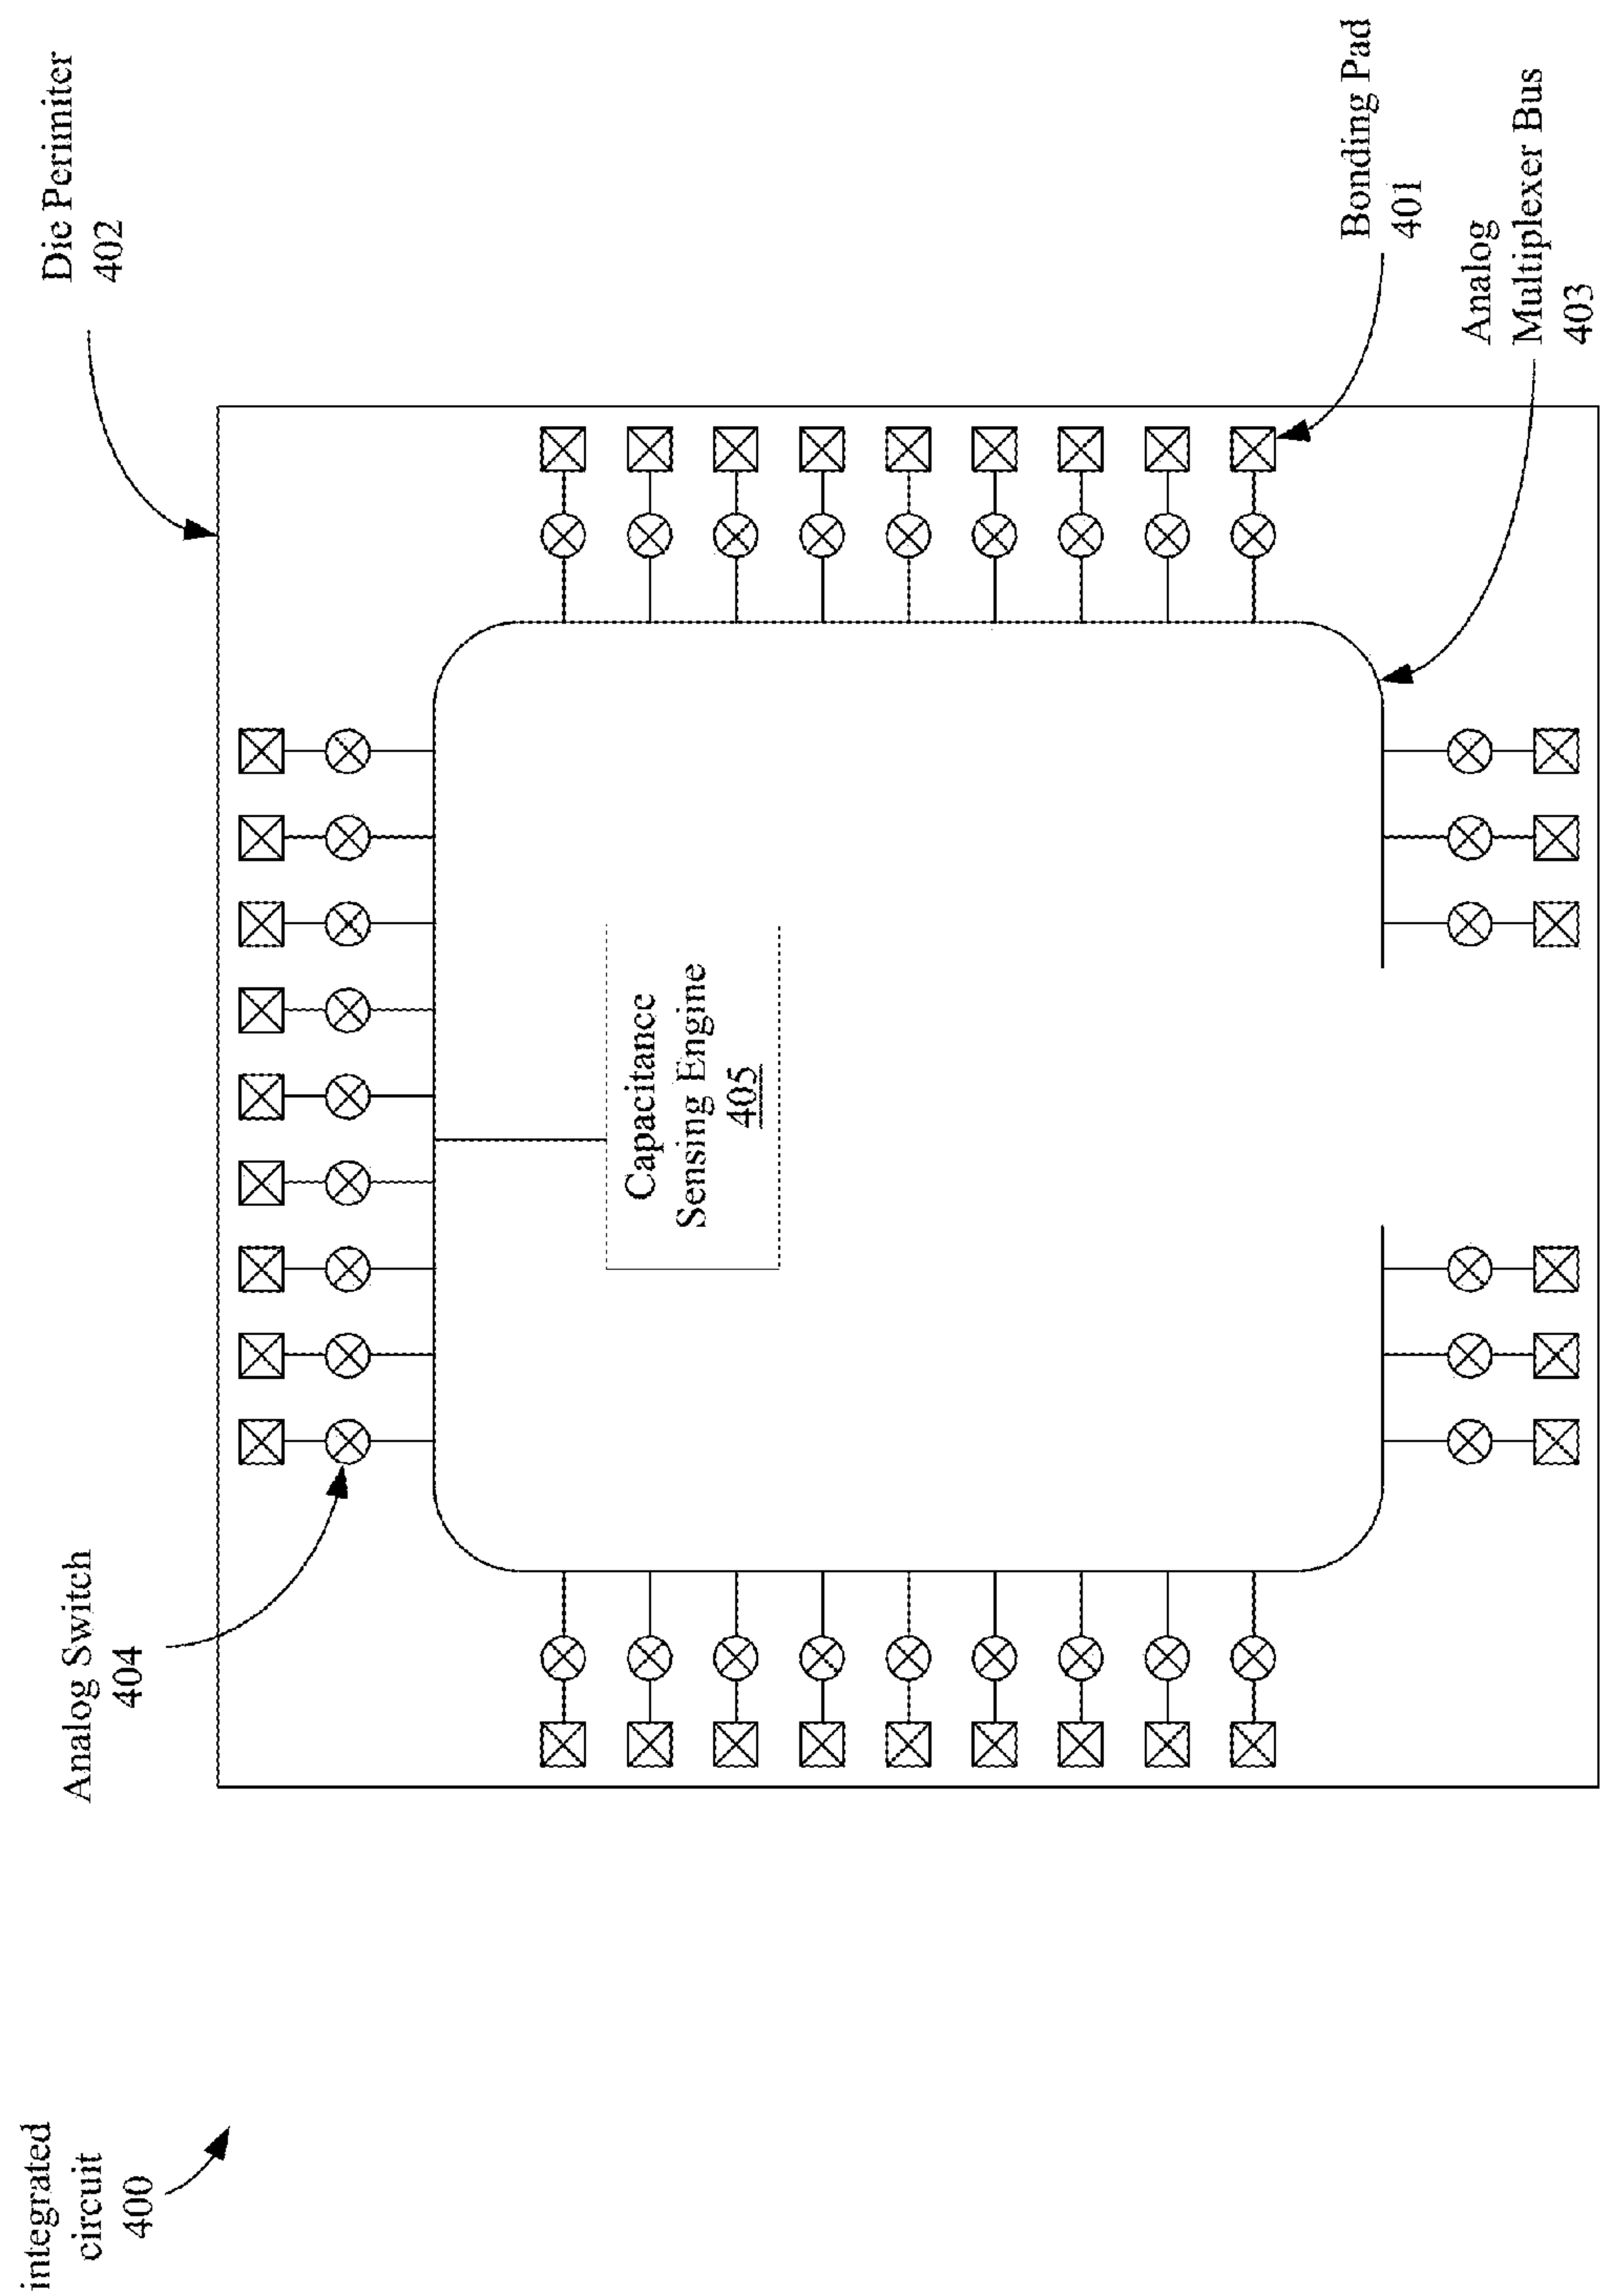 integrated
circuit
400
Analog Switch
404
Die Perimiter
402
Capacitance
Sensing Engine
405
Bonding Pad
401
Analog
Multiplexer Bus
403